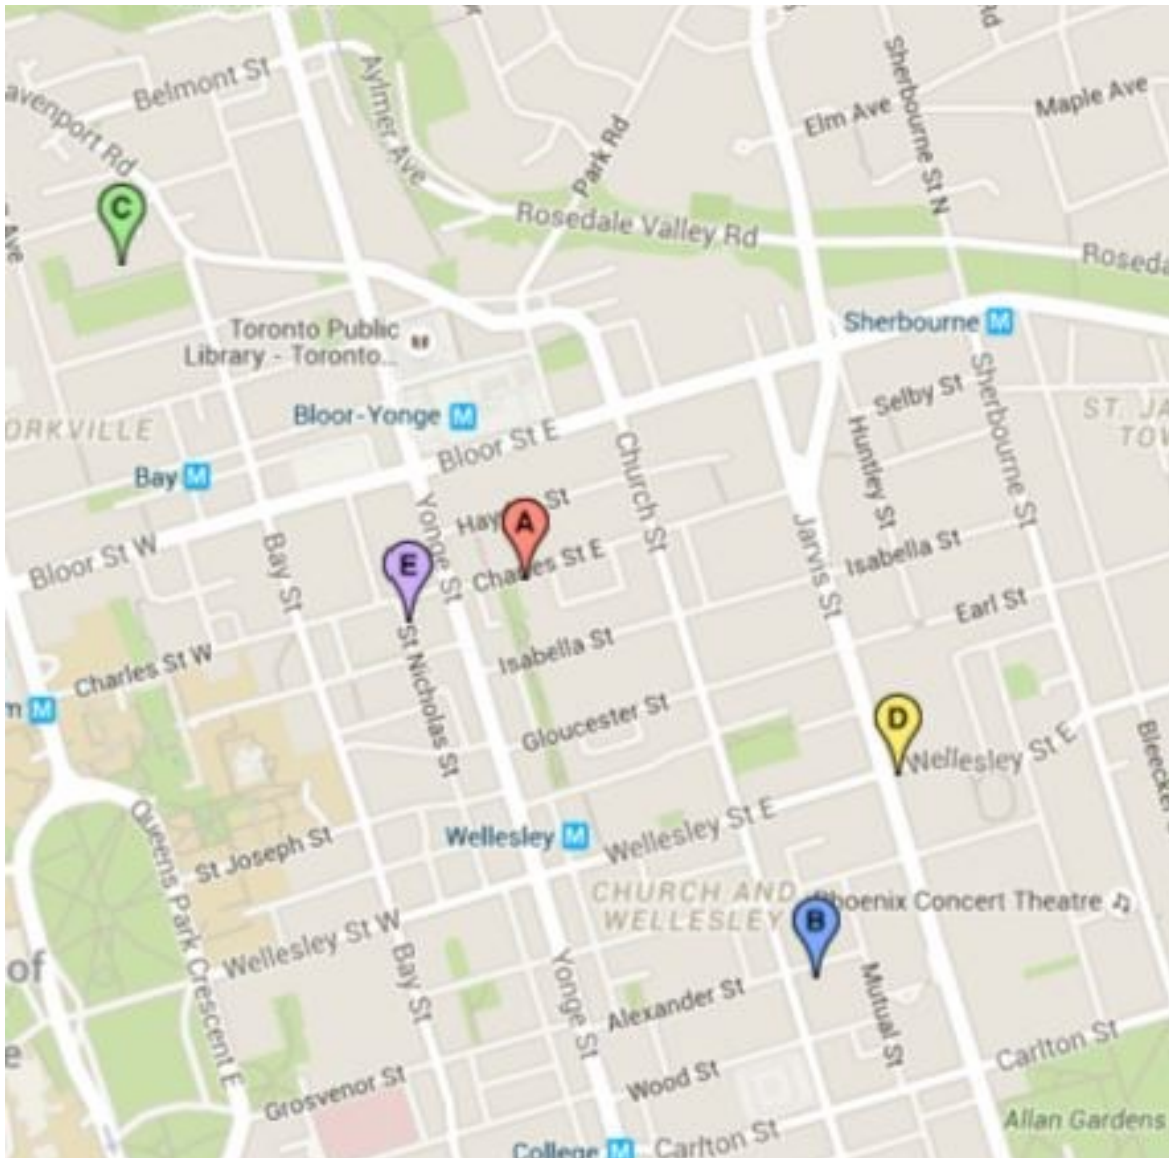 Belmont St
avenport Rd
Aylmer Ave
Park Rd
Sherbourne St N
Rd
Elm Ave
Maple Ave
C
Ave
Rosedale Valley Rd
Roseda
Toronto Public
Library - Toronto...
Sherbourne M
Bloor-Yonge M
Selby St
Sherbourne St
ST. JA
TOW
ORKVILLE
Bay M
Bloor St E
Church St
Huntley St
Yonge St
Hay St
A
Bloor St W
Bay St
E
Charles St E
Jarvis St
Isabella St
Earl St
Charles St W
St Nicholas St
Isabella St
m M
Gloucester St
D
Wellesley St E
Bleecker
Queens Park Crescent E
St Joseph St
Wellesley M
Wellesley St E
CHURCH AND
WELLESLEY
Phoenix Concert Theatre
B
Wellesley St W
Bay St
Yonge St
of
Alexander St
Mutual St
e
Grosvenor St
Wood St
Carlton St
College M
Carlton St
Allan Gardens